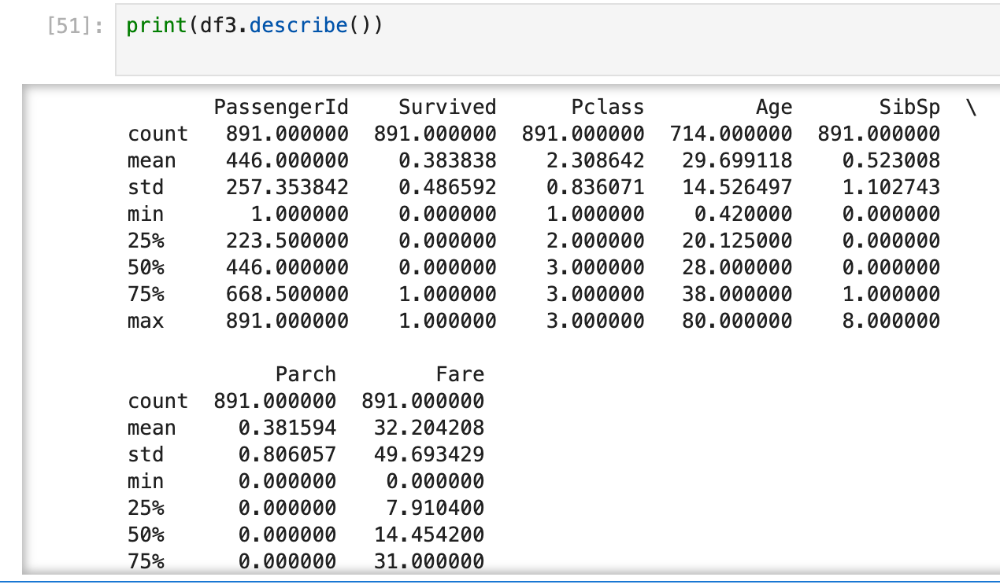 [51]: print(df3.describe())
PassengerId Survived Pclass Age SibSp \
count 891.000000 891.000000 891.000000 714.000000 891.000000
mean 446.000000 0.383838 2.308642 29.699118 0.523008
std 257.353842 0.486592 0.836071 14.526497 1.102743
min 1.000000 0.000000 1.000000 0.420000 0.000000
25% 223.500000 0.000000 2.000000 20.125000 0.000000
50% 446.000000 0.000000 3.000000 28.000000 0.000000
75% 668.500000 1.000000 3.000000 38.000000 1.000000
max 891.000000 1.000000 3.000000 80.000000 8.000000
Parch Fare
count 891.000000 891.000000
mean 0.381594 32.204208
std 0.806057 49.693429
min 0.000000 0.000000
25% 0.000000 7.910400
50% 0.000000 14.454200
75% 0.000000 31.000000